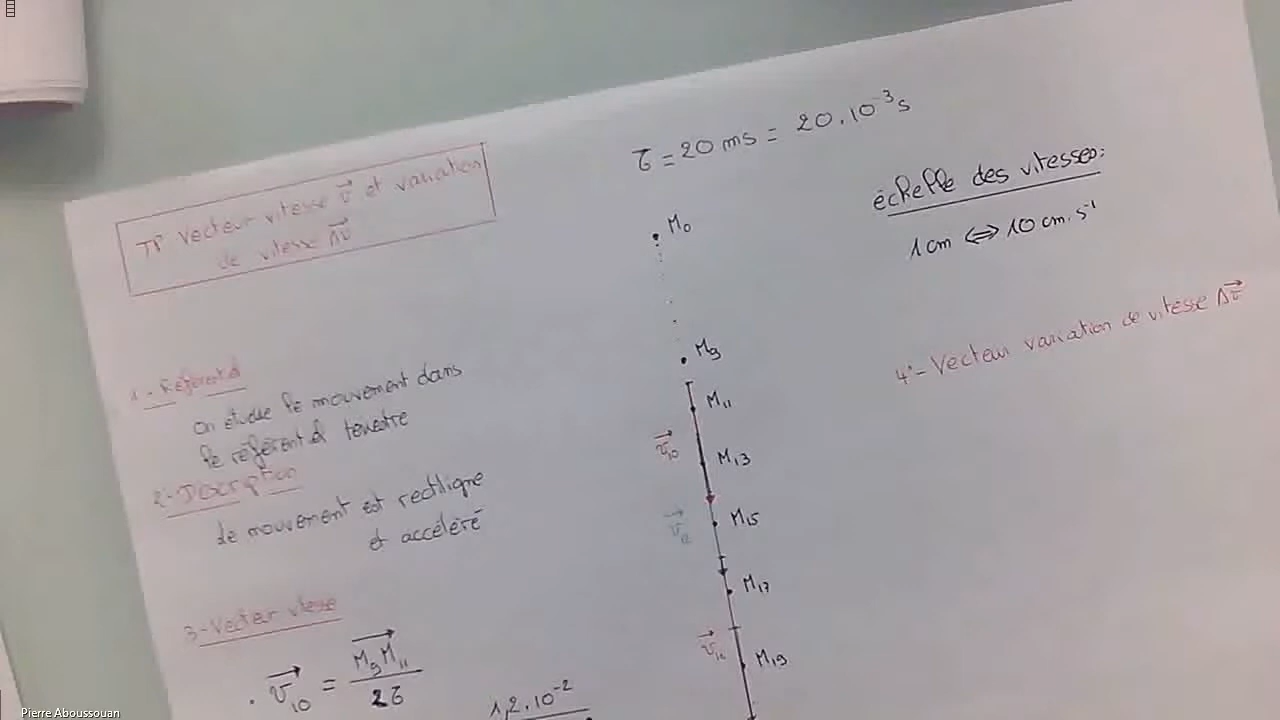 TP Vecteur vitesse v⃗ et variation
de vitesse Δv⃗
τ = 20 ms = 20.10⁻³ s
échelle des vitesses:
1 cm ⇔ 10 cm.s⁻¹
1°- Référentiel
on étudie le mouvement dans
le référentiel terrestre
2°- Description
le mouvement est rectiligne
et accéléré
3- Vecteur vitesse
. v⃗₁₀ = M₉M₁₁ / 2τ
1,2.10⁻²
M₀
M₉
M₁₁
v⃗₁₀
M₁₃
M₁₅
v⃗₁₂
M₁₇
M₁₉
4°- Vecteur variation de vitesse Δv⃗
Pierre Aboussouan